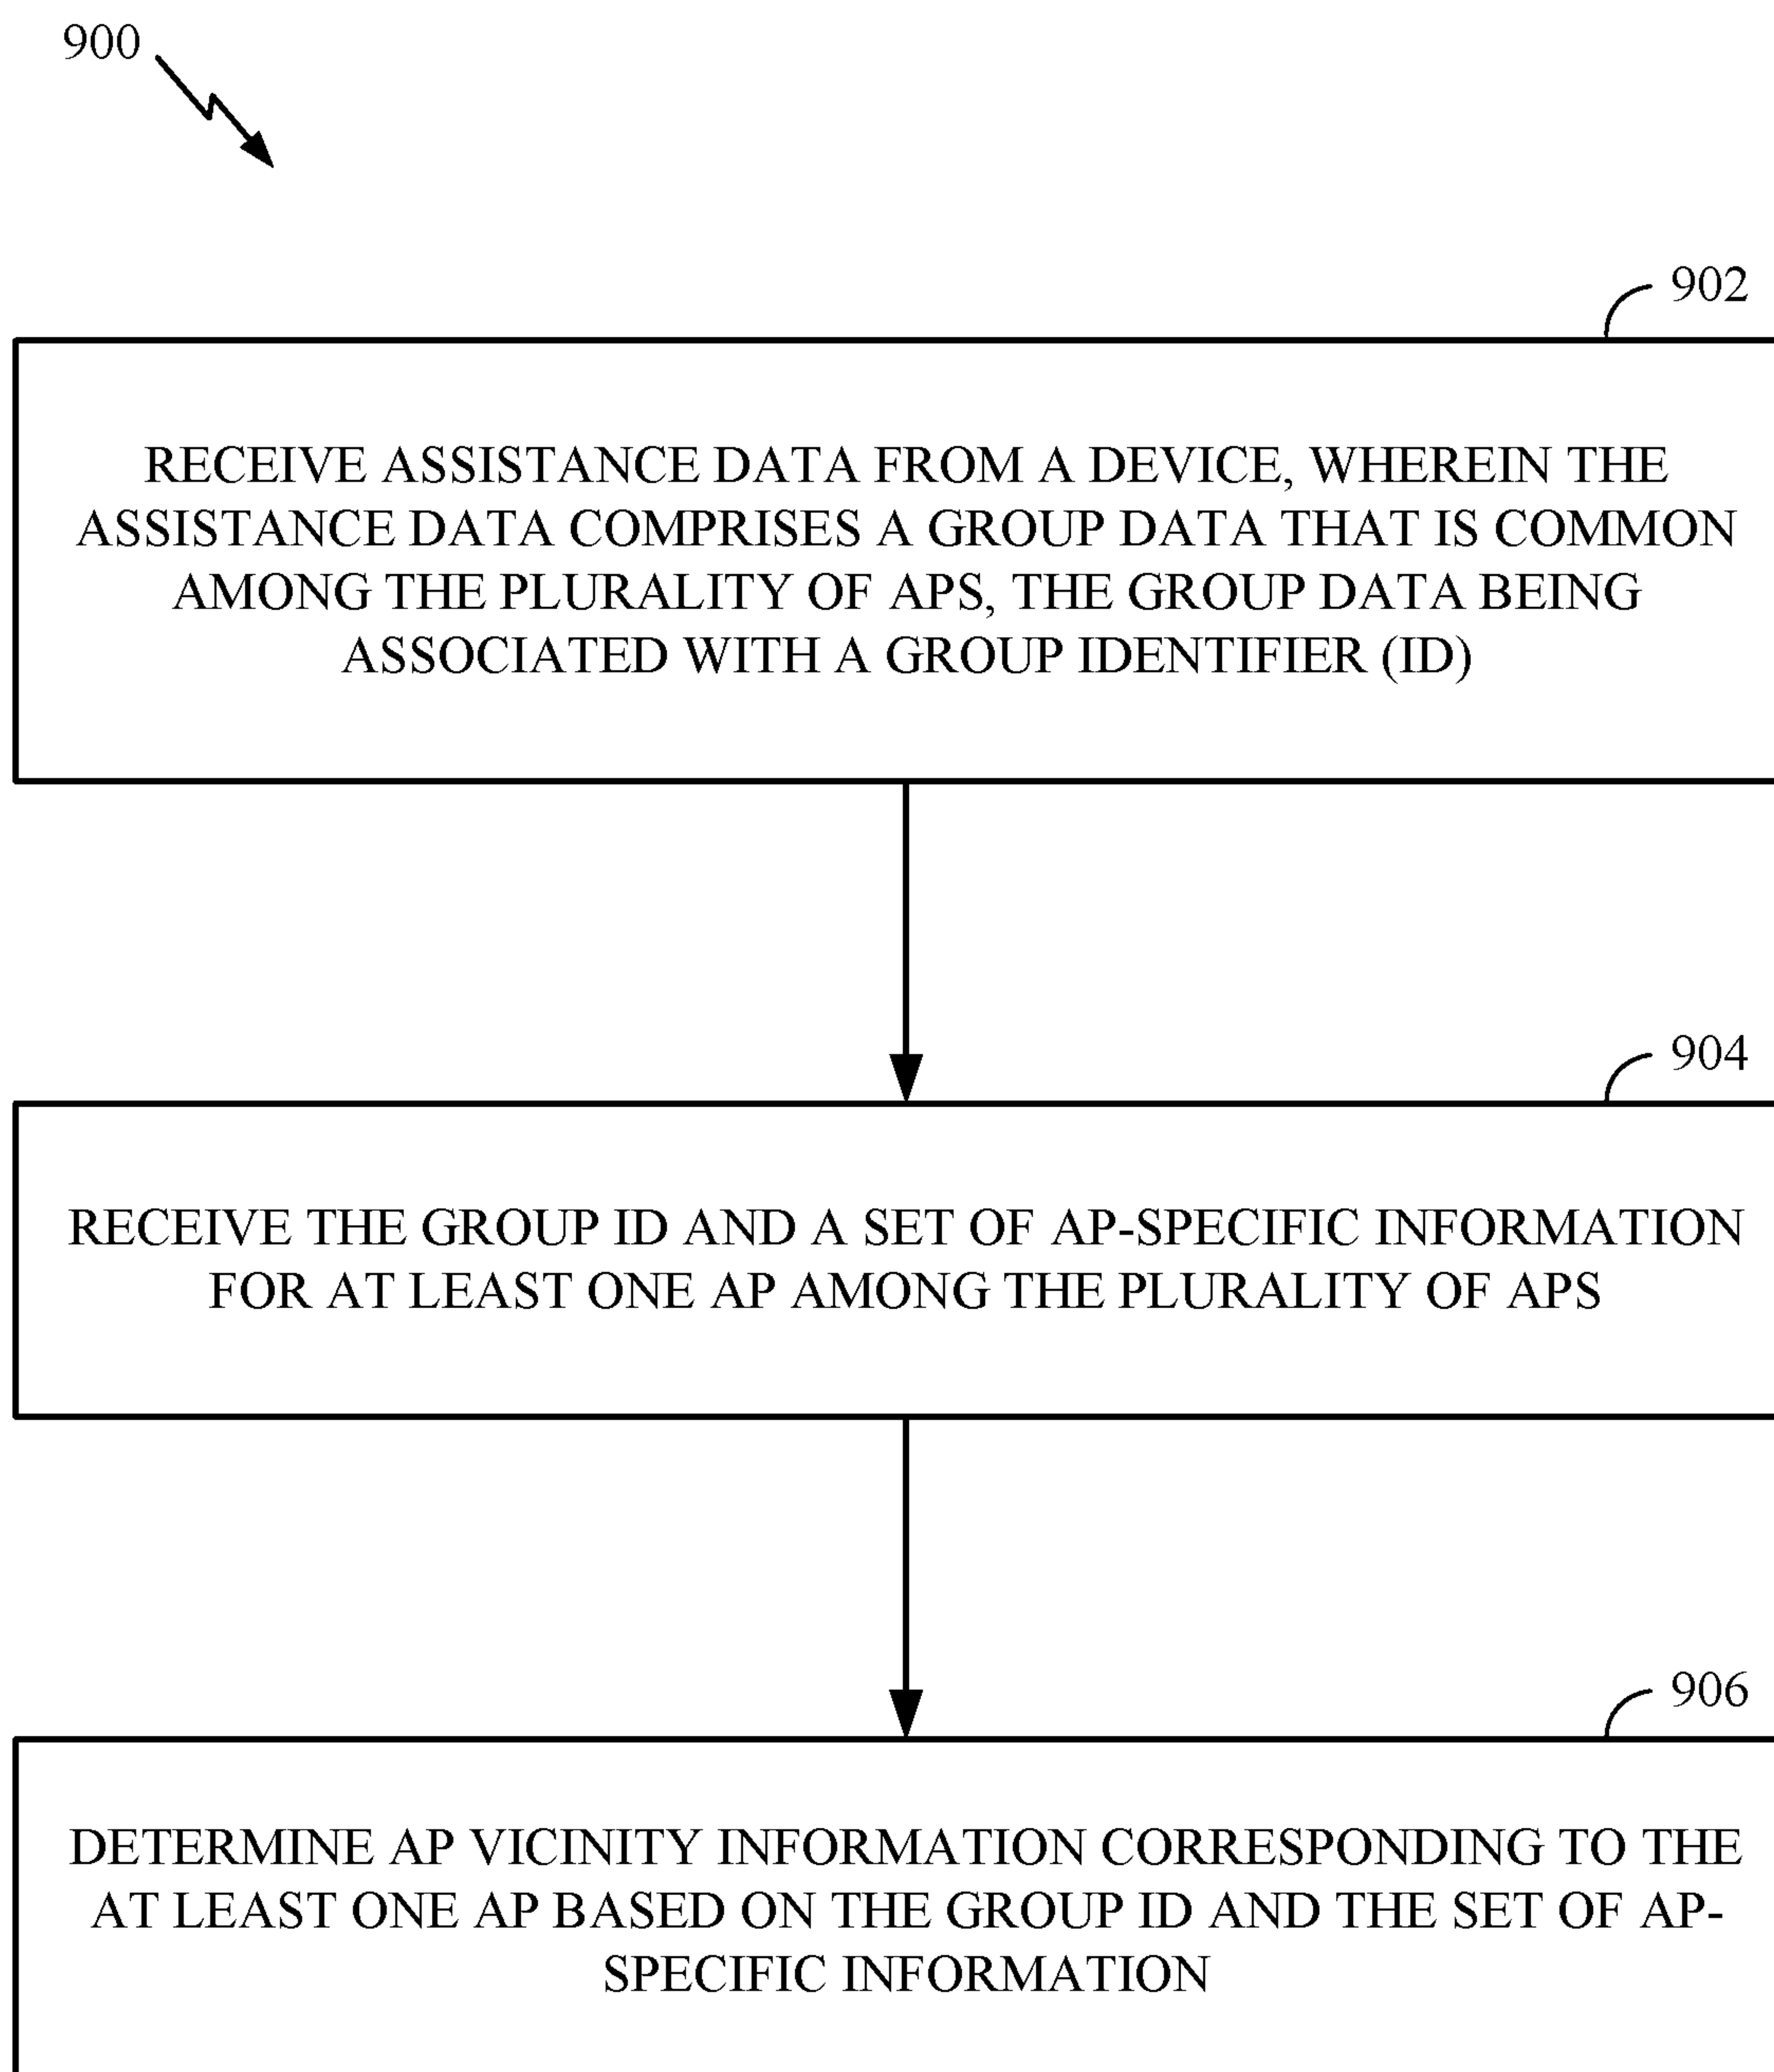 900
902
RECEIVE ASSISTANCE DATA FROM A DEVICE, WHEREIN THE
ASSISTANCE DATA COMPRISES A GROUP DATA THAT IS COMMON
AMONG THE PLURALITY OF APS, THE GROUP DATA BEING
ASSOCIATED WITH A GROUP IDENTIFIER (ID)
904
RECEIVE THE GROUP ID AND A SET OF AP-SPECIFIC INFORMATION
FOR AT LEAST ONE AP AMONG THE PLURALITY OF APS
906
DETERMINE AP VICINITY INFORMATION CORRESPONDING TO THE
AT LEAST ONE AP BASED ON THE GROUP ID AND THE SET OF AP-
SPECIFIC INFORMATION